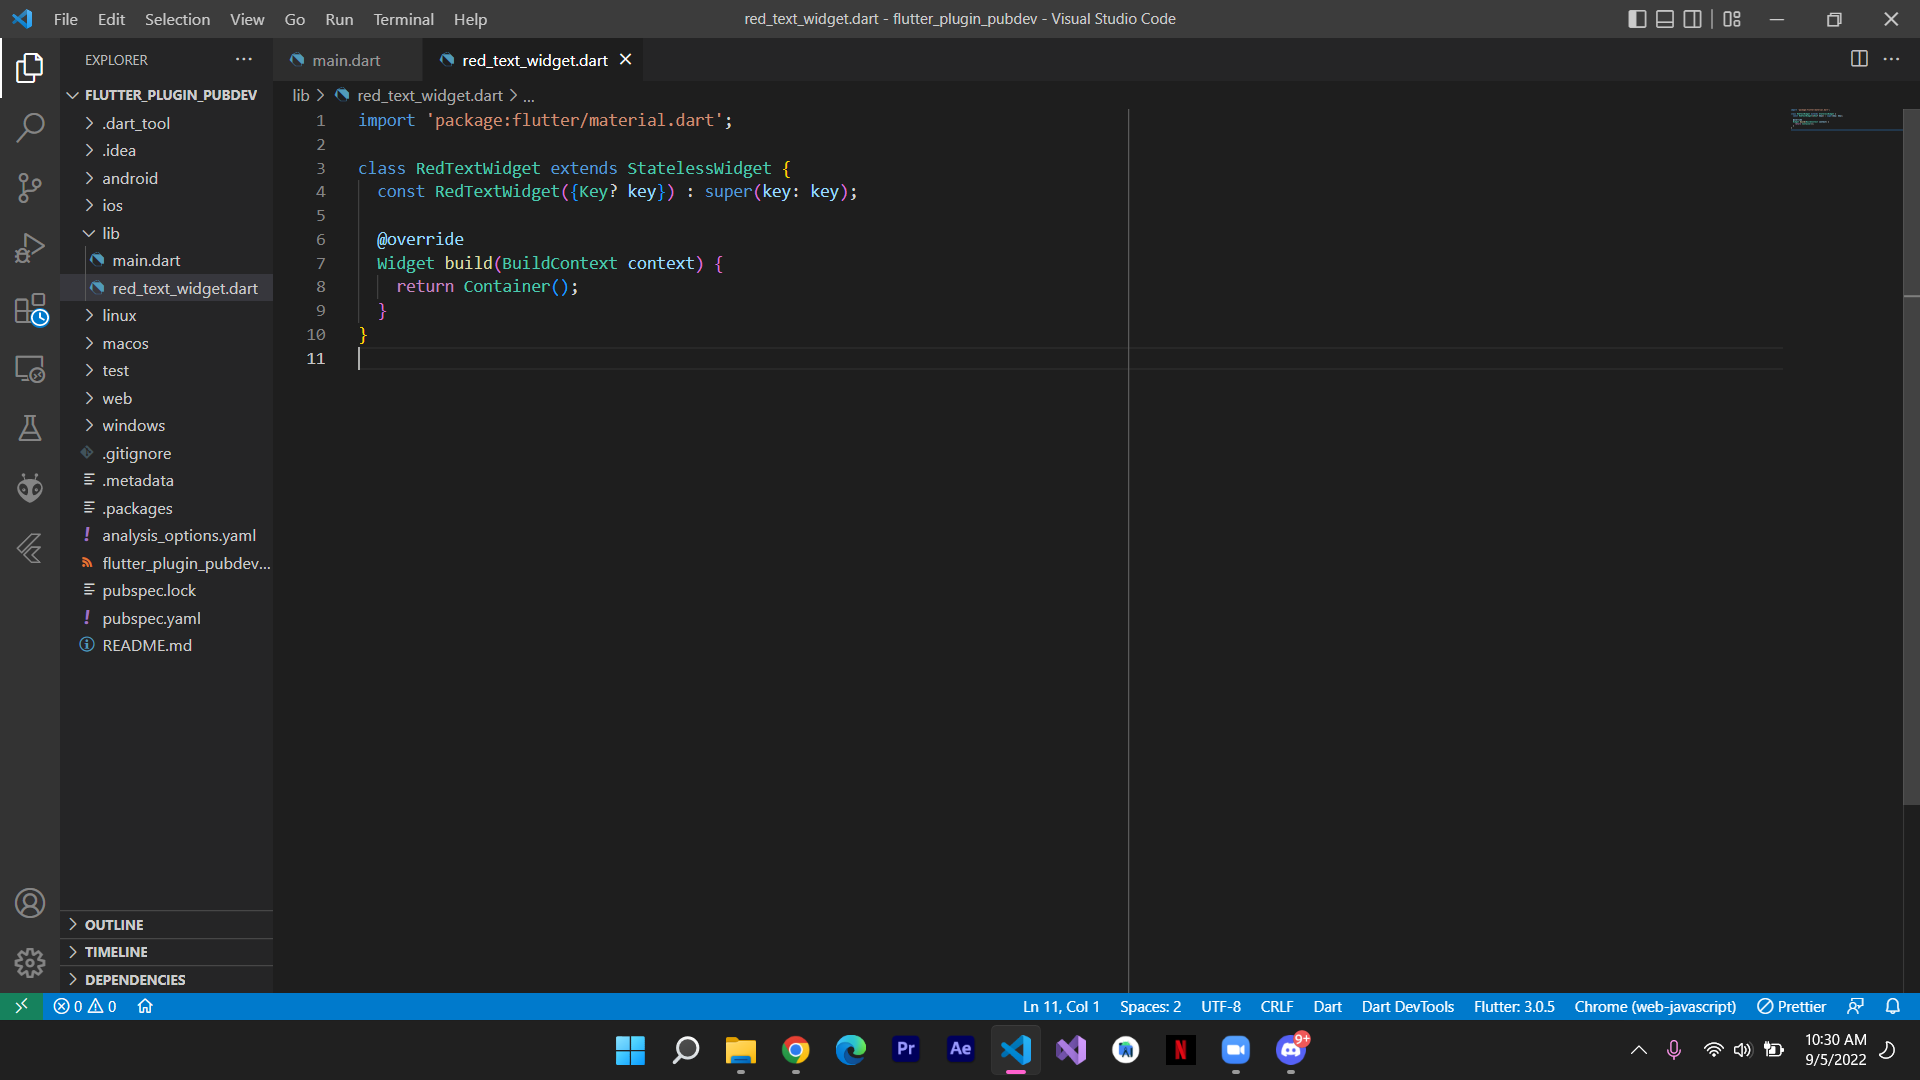 File Edit Selection View Go Run Terminal Help
red_text_widget.dart - flutter_plugin_pubdev - Visual Studio Code
EXPLORER
main.dart
red_text_widget.dart
FLUTTER_PLUGIN_PUBDEV
.dart_tool
.idea
android
ios
lib
main.dart
red_text_widget.dart
linux
macos
test
web
windows
.gitignore
.metadata
.packages
analysis_options.yaml
flutter_plugin_pubdev...
pubspec.lock
pubspec.yaml
README.md
OUTLINE
TIMELINE
DEPENDENCIES
lib > red_text_widget.dart > ...
1 import 'package:flutter/material.dart';
2
3 class RedTextWidget extends StatelessWidget {
4 const RedTextWidget({Key? key}) : super(key: key);
5
6 @override
7 Widget build(BuildContext context) {
8 return Container();
9 }
10 }
11
0 0
Ln 11, Col 1 Spaces: 2 UTF-8 CRLF Dart Dart DevTools Flutter: 3.0.5 Chrome (web-javascript) Prettier
Pr Ae N 9+
10:30 AM
9/5/2022